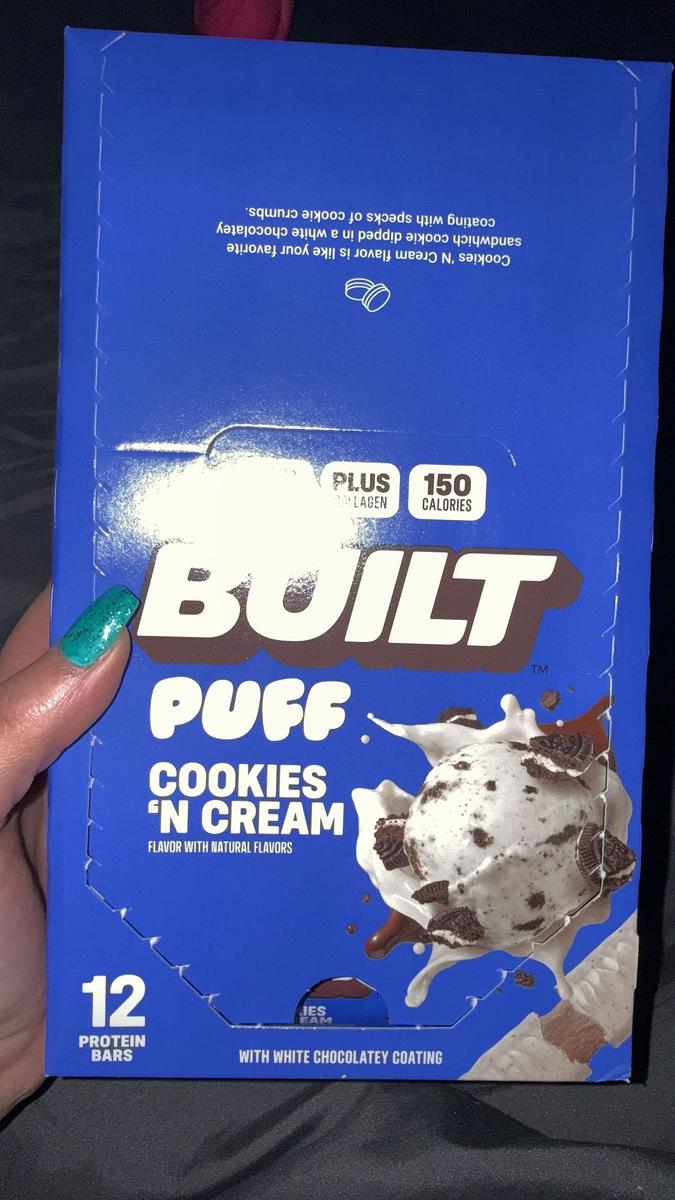 Cookies 'N Cream flavor is like your favorite
sandwhich cookie dipped in a white chocolatey
coating with specks of cookie crumbs.
PLUS
150
CALORIES
BUILT
TM
PUFF
COOKIES
‘N CREAM
FLAVOR WITH NATURAL FLAVORS
12
PROTEIN
BARS
WITH WHITE CHOCOLATEY COATING